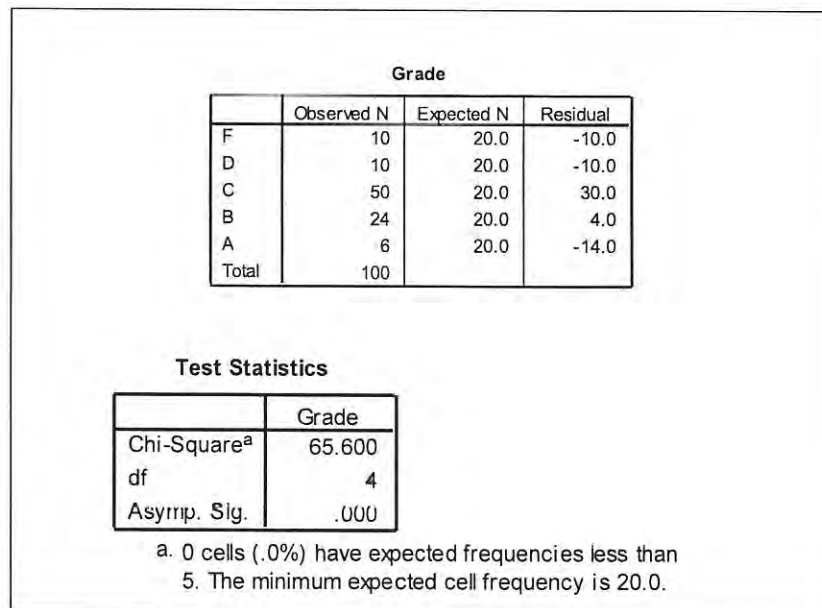 Grade
Observed N Expected N Residual
F 10 20.0 -10.0
D 10 20.0 -10.0
C 50 20.0 30.0
B 24 20.0 4.0
A 6 20.0 -14.0
Total 100
Test Statistics
Grade
Chi-Squareª 65.600
df 4
Asymp. Sig. .000
a. 0 cells (.0%) have expected frequencies less than
5. The minimum expected cell frequency is 20.0.